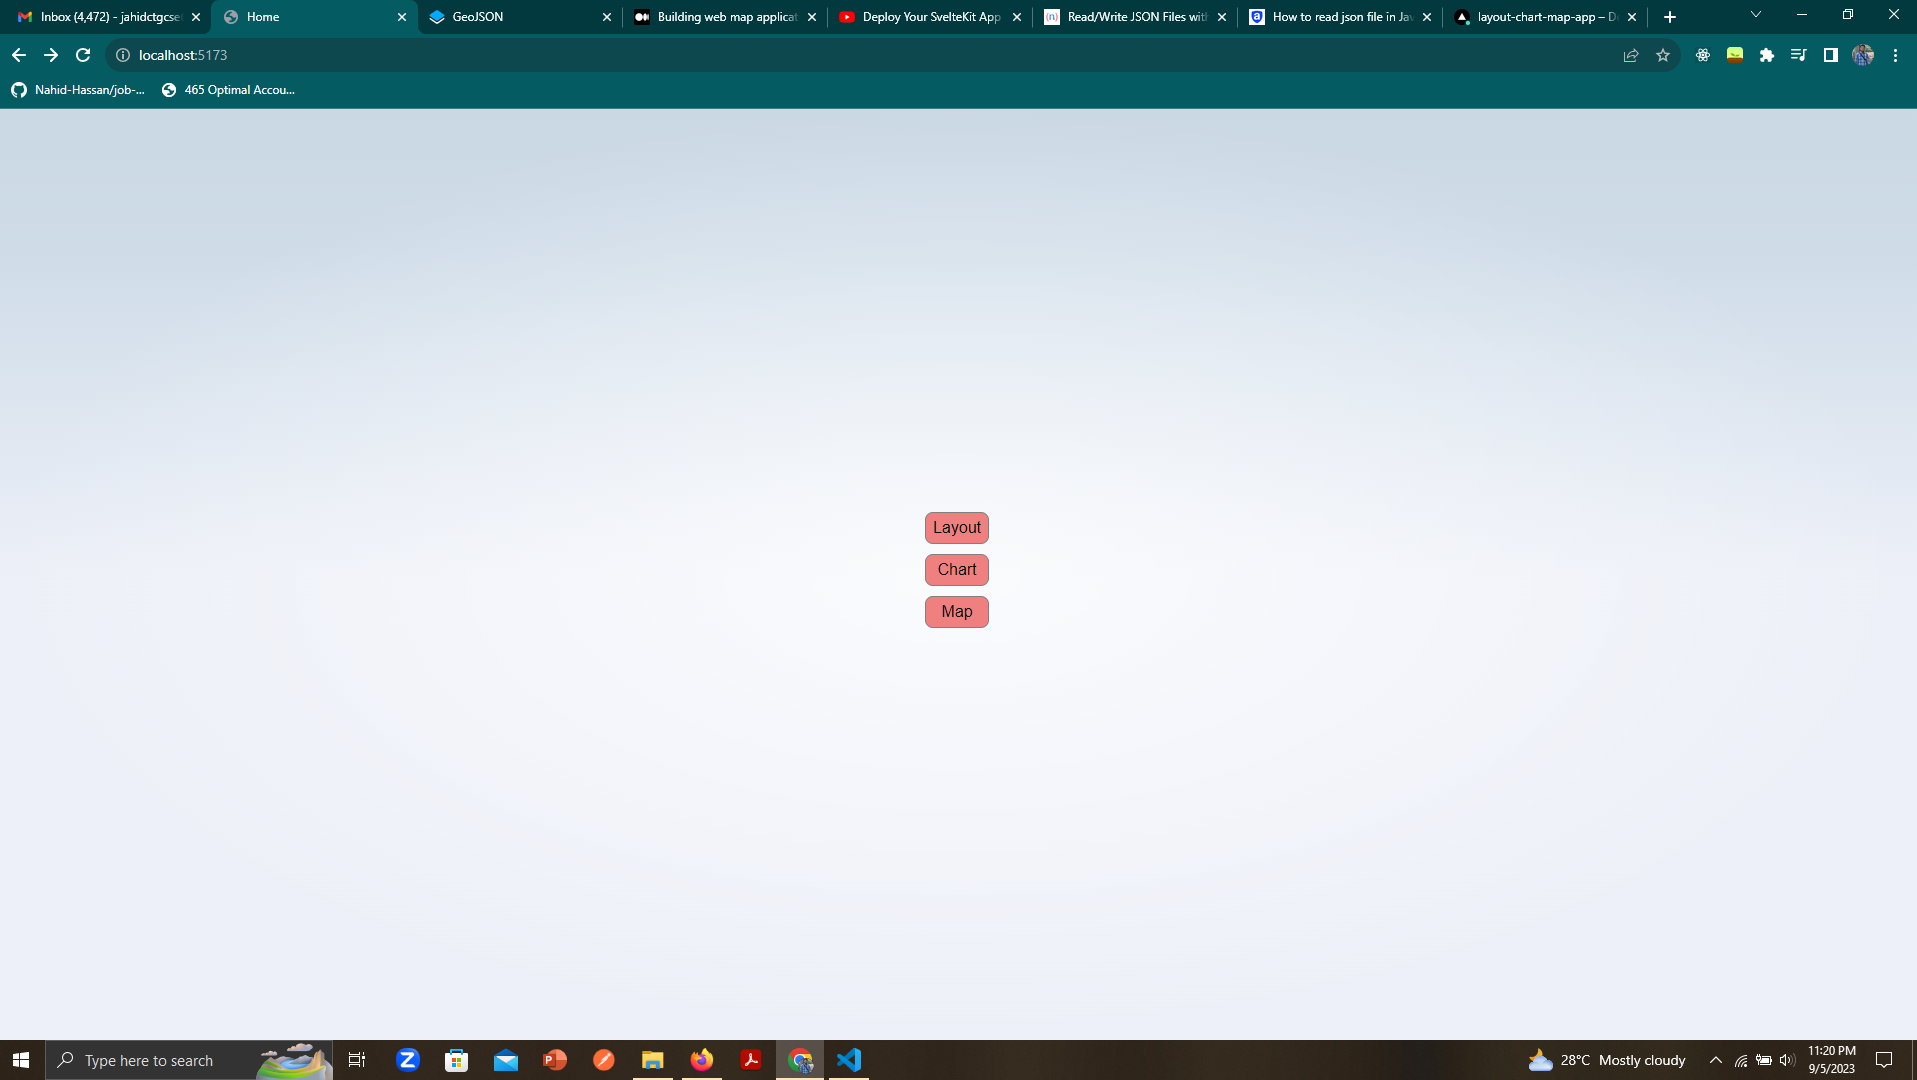 Inbox (4,472) - jahidctgcse
Home
GeoJSON
Building web map applicat
Deploy Your SvelteKit App
Read/Write JSON Files with
How to read json file in Jav
layout-chart-map-app – D
localhost:5173
Nahid-Hassan/job-...
465 Optimal Accou...
Layout
Chart
Map
Type here to search
28°C Mostly cloudy
11:20 PM
9/5/2023